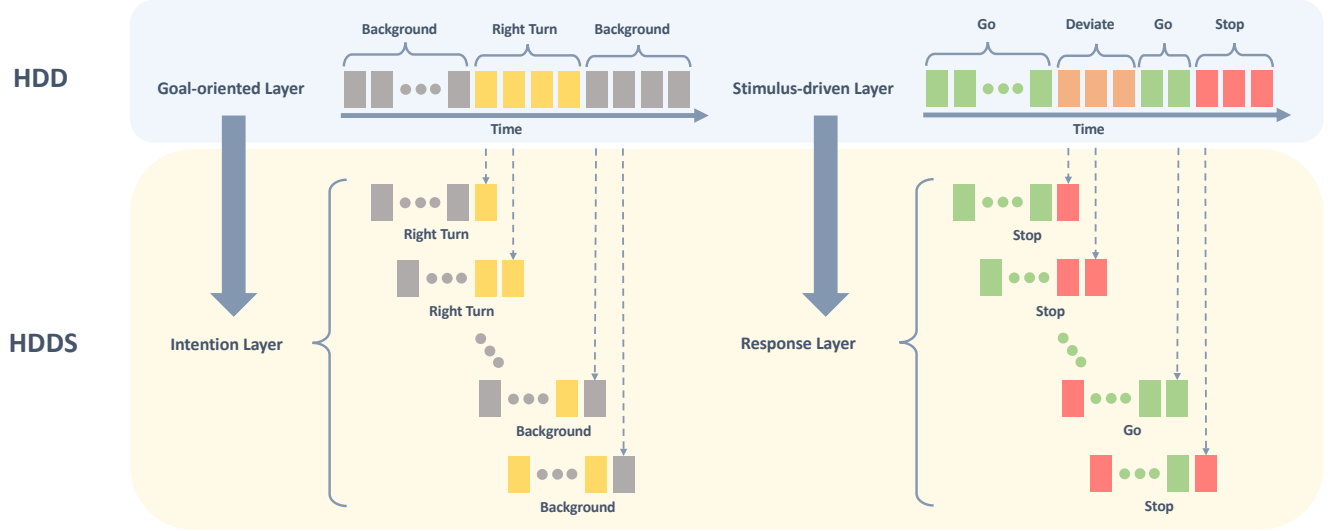 HDD
Goal-oriented Layer
Background
Right Turn
Background
Time
Stimulus-driven Layer
Go
Deviate
Go
Stop
Time
HDDS
Intention Layer
Right Turn
Right Turn
Background
Background
Response Layer
Stop
Stop
Go
Stop